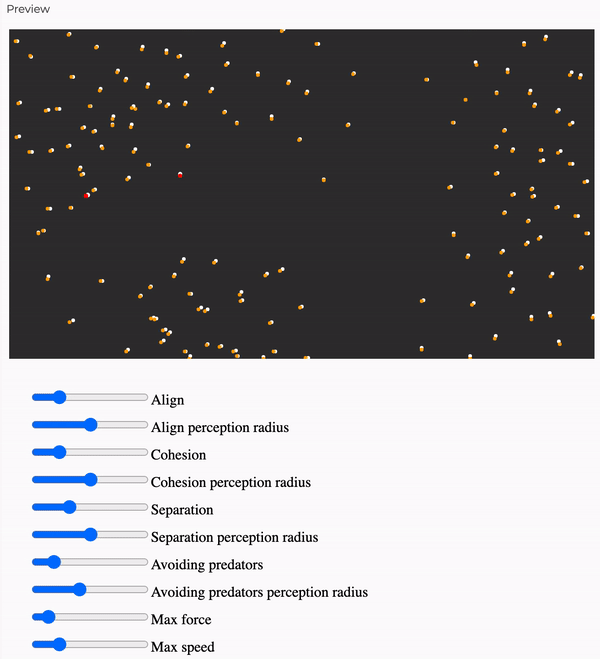 Preview
Align
Align perception radius
Cohesion
Cohesion perception radius
Separation
Separation perception radius
Avoiding predators
Avoiding predators perception radius
Max force
Max speed